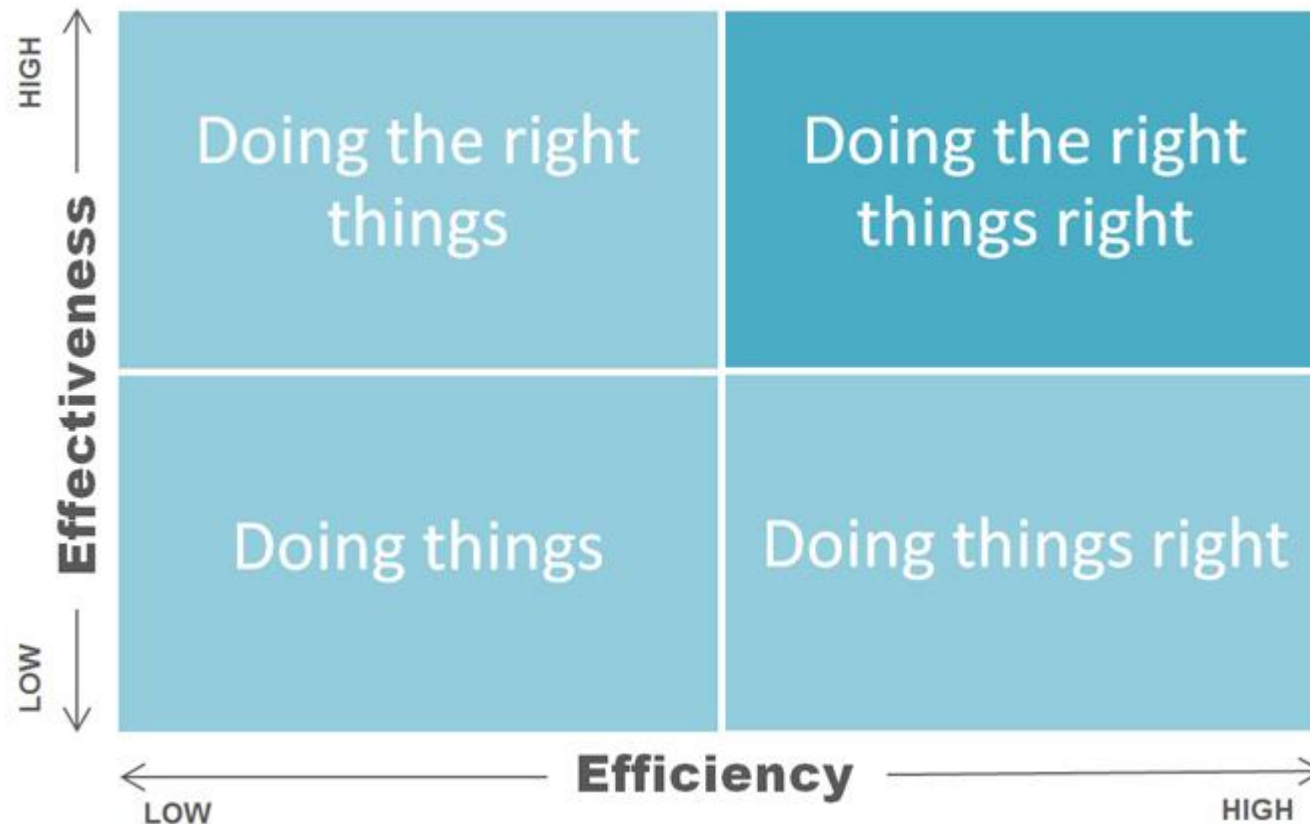 HIGH
Effectiveness
LOW
Doing the right
things
Doing the right
things right
Doing things
Doing things right
Efficiency
LOW
HIGH